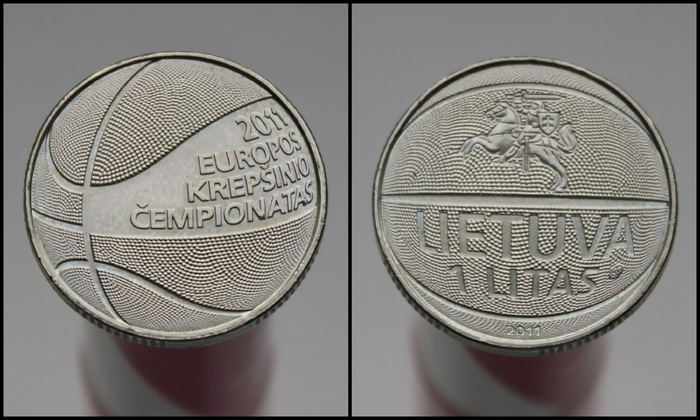 2011
EUROPOS
KREPŠINIO
ČEMPIONATAS
LIETUVA
1 LITAS
2011